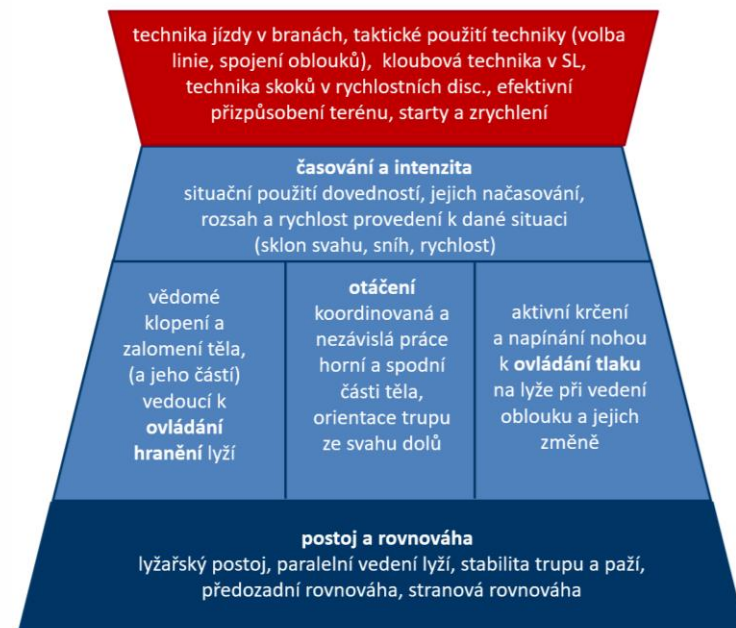 technika jízdy v branách, taktické použití techniky (volba
linie, spojení oblouků), kloubová technika v SL,
technika skoků v rychlostních disc., efektivní
přizpůsobení terénu, starty a zrychlení
časování a intenzita
situační použití dovedností, jejich načasování,
rozsah a rychlost provedení k dané situaci
(sklon svahu, sníh, rychlost)
vědomé
klopení a
zalomení těla,
(a jeho částí)
vedoucí k
ovládání
hranění lyží
otáčení
koordinovaná a
nezávislá práce
horní a spodní
části těla,
orientace trupu
ze svahu dolů
aktivní krčení
a napínání nohou
k ovládání tlaku
na lyže při vedení
oblouku a jejich
změně
postoj a rovnováha
lyžařský postoj, paralelní vedení lyží, stabilita trupu a paží,
předozadní rovnováha, stranová rovnováha